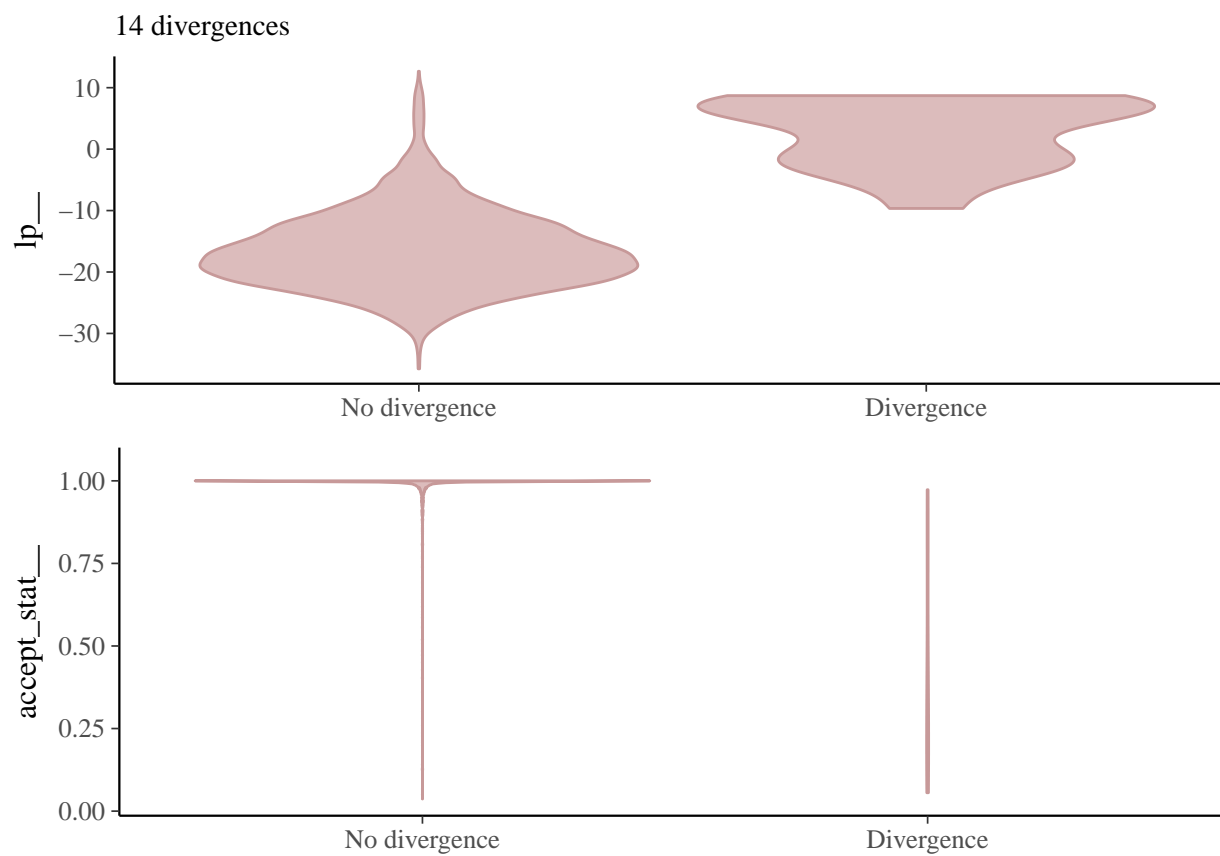 14 divergences
lp__
10
0
−10
−20
−30
No divergence
Divergence
accept_stat__
1.00
0.75
0.50
0.25
0.00
No divergence
Divergence